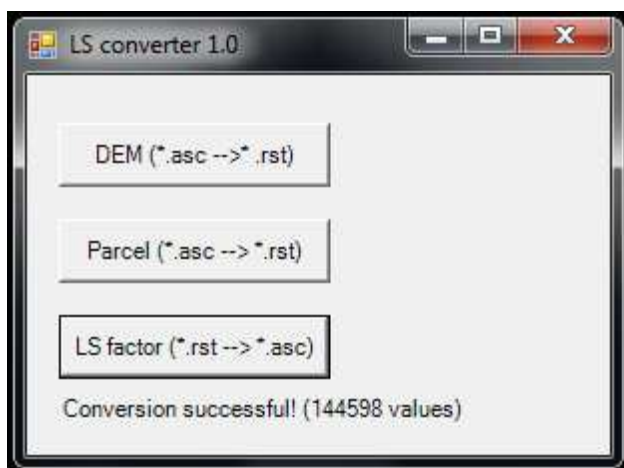 LS converter 1.0
DEM (*.asc -->* .rst)
Parcel (*.asc --> *.rst)
LS factor (*.rst --> *.asc)
Conversion successful! (144598 values)